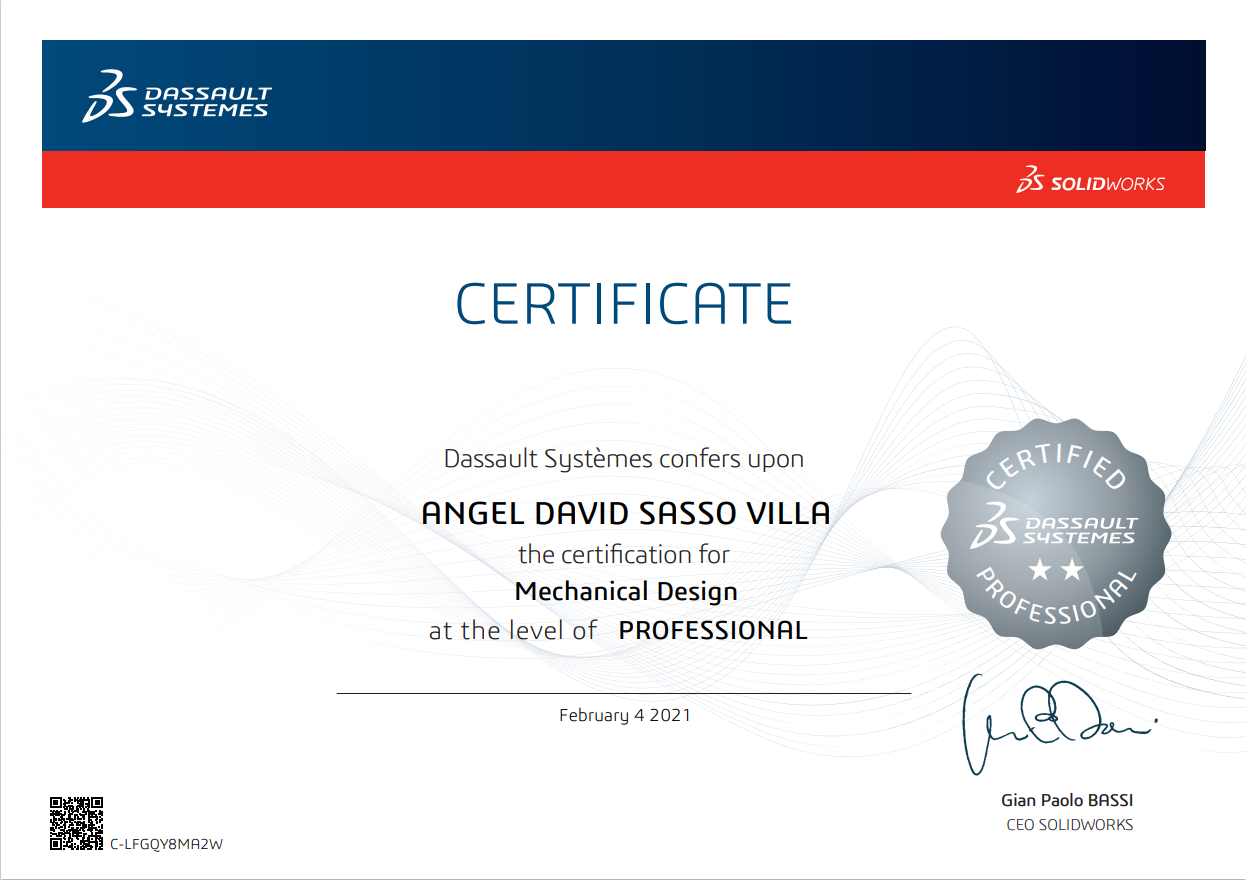 DASSAULT
SYSTEMES
SOLIDWORKS
CERTIFICATE
Dassault Systèmes confers upon
ANGEL DAVID SASSO VILLA
the certification for
Mechanical Design
at the level of PROFESSIONAL
February 4 2021
CERTIFIED
DASSAULT
SYSTEMES
PROFESSIONAL
Gian Paolo BASSI
CEO SOLIDWORKS
C-LFGQY8MA2W